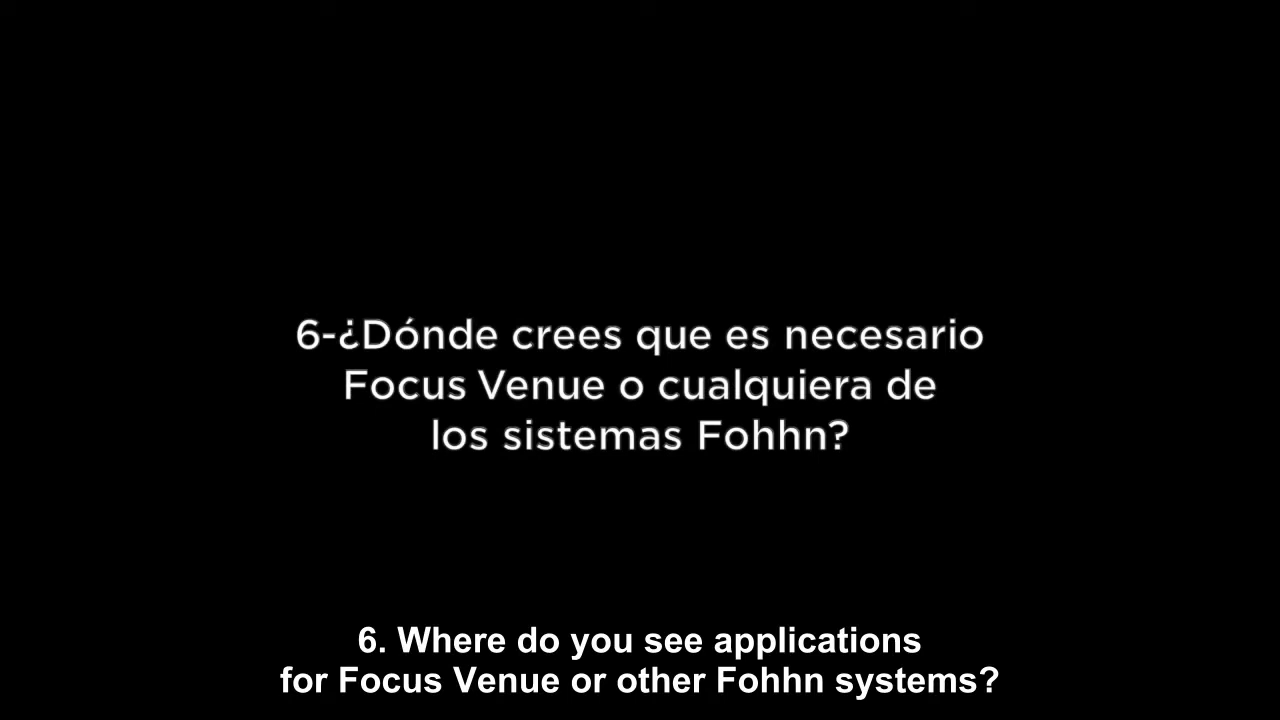 6-¿Dónde crees que es necesario
Focus Venue o cualquiera de
los sistemas Fohhn?
6. Where do you see applications
for Focus Venue or other Fohhn systems?